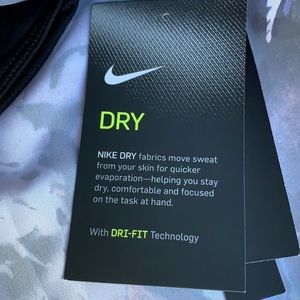 DRY
NIKE DRY fabrics move sweat
from your skin for quicker
evaporation—helping you stay
dry, comfortable and focused
on the task at hand.
With DRI-FIT Technology